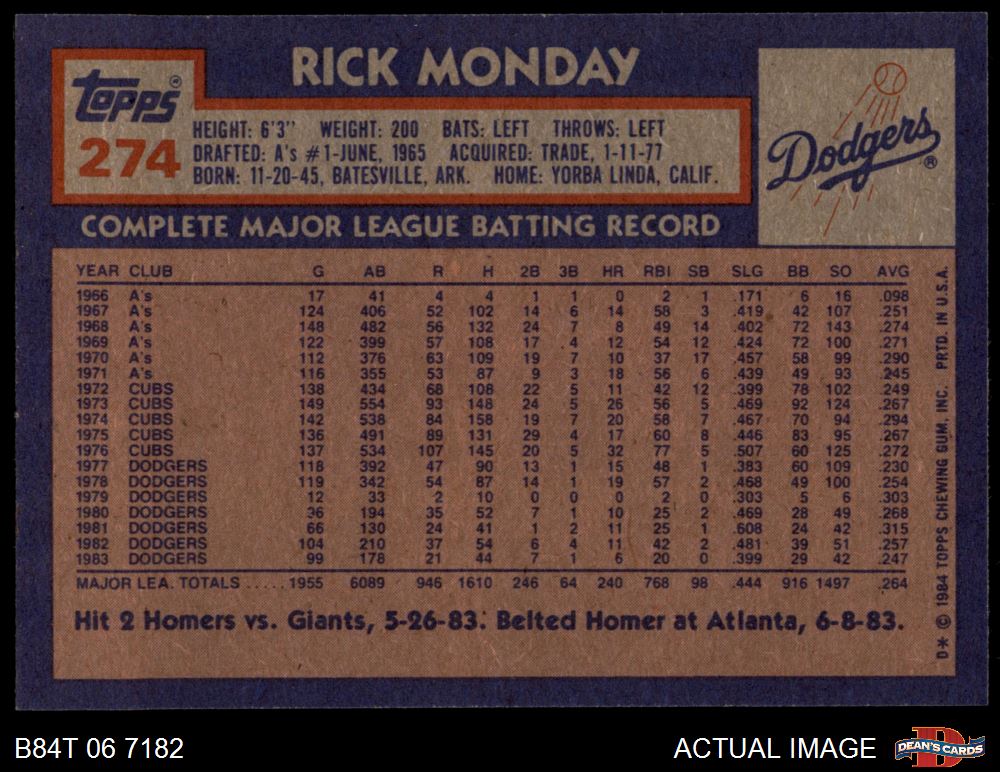 RICK MONDAY
Topps®
274
HEIGHT: 6'3" WEIGHT: 200 BATS: LEFT THROWS: LEFT
DRAFTED: A's #1-JUNE, 1965 ACQUIRED: TRADE, 1-11-77
BORN: 11-20-45, BATESVILLE, ARK. HOME: YORBA LINDA, CALIF.
Dodgers®
COMPLETE MAJOR LEAGUE BATTING RECORD
YEAR CLUB G AB R H 2B 3B HR RBI SB SLG BB SO AVG
1966 A's 17 41 4 4 1 1 0 2 1 .171 6 16 .098
1967 A's 124 406 52 102 14 6 14 58 3 .419 42 107 .251
1968 A's 148 482 56 132 24 7 8 49 14 .402 72 143 .274
1969 A's 122 399 57 108 17 4 12 54 12 .424 72 100 .271
1970 A's 112 376 63 109 19 7 10 37 17 .457 58 99 .290
1971 A's 116 355 53 87 9 3 18 56 6 .439 49 93 .245
1972 CUBS 138 434 68 108 22 5 11 42 12 .399 78 102 .249
1973 CUBS 149 554 93 148 24 5 26 56 5 .469 92 124 .267
1974 CUBS 142 538 84 158 19 7 20 58 7 .467 70 94 .294
1975 CUBS 136 491 89 131 29 4 17 60 8 .446 83 95 .267
1976 CUBS 137 534 107 145 20 5 32 77 5 .507 60 125 .272
1977 DODGERS 118 392 47 90 13 1 15 48 1 .383 60 109 .230
1978 DODGERS 119 342 54 87 14 1 19 57 2 .468 49 100 .254
1979 DODGERS 12 33 2 10 0 0 0 2 0 .303 5 6 .303
1980 DODGERS 36 194 35 52 7 1 10 25 2 .469 28 49 .268
1981 DODGERS 66 130 24 41 1 2 11 25 1 .608 24 42 .315
1982 DODGERS 104 210 37 54 6 4 11 42 2 .481 39 51 .257
1983 DODGERS 99 178 21 44 7 1 6 20 0 .399 29 42 .247
MAJOR LEA. TOTALS ..... 1955 6089 946 1610 246 64 240 768 98 .444 916 1497 .264
Hit 2 Homers vs. Giants, 5-26-83. Belted Homer at Atlanta, 6-8-83.
D* © 1984 TOPPS CHEWING GUM, INC. PRTD. IN U.S.A.
B84T 06 7182
ACTUAL IMAGE
D
DEAN'S CARDS